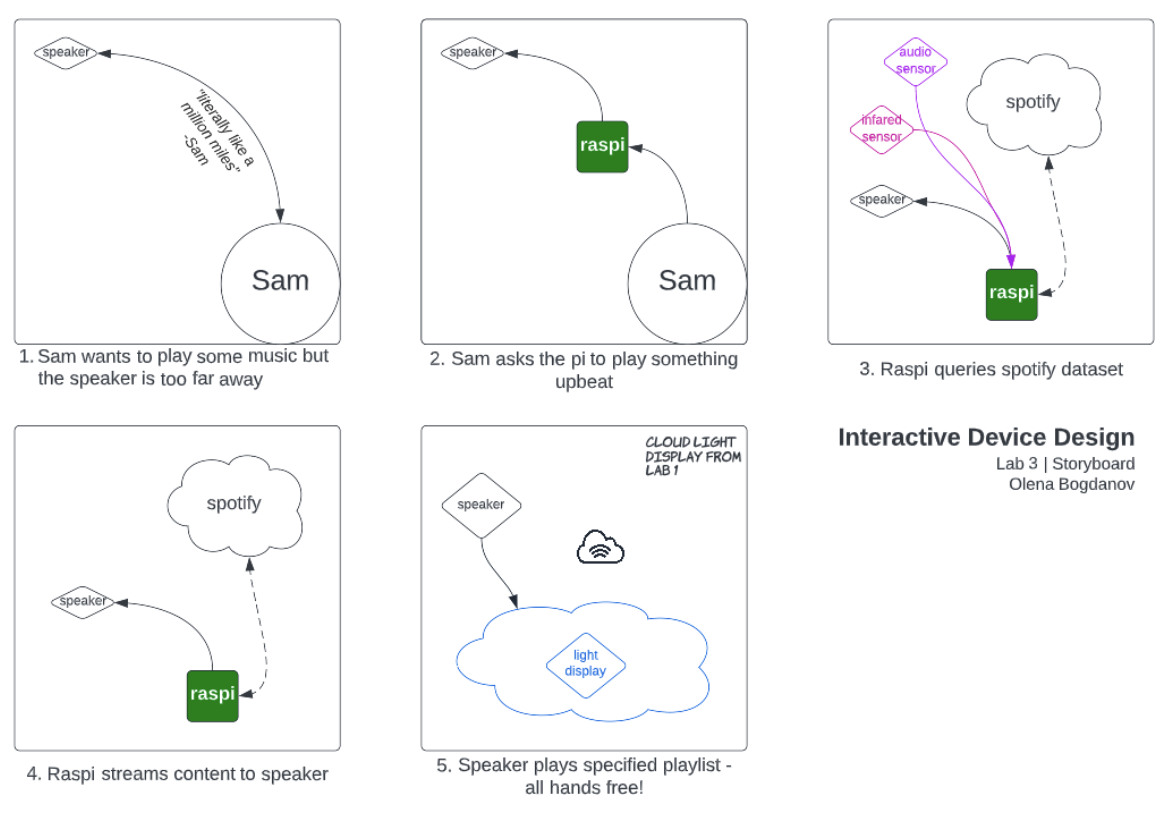 speaker
"literally like a
million miles"
-Sam
Sam
1. Sam wants to play some music but
the speaker is too far away
speaker
raspi
Sam
2. Sam asks the pi to play something
upbeat
audio
sensor
spotify
infared
sensor
speaker
raspi
3. Raspi queries spotify dataset
spotify
speaker
raspi
4. Raspi streams content to speaker
CLOUD LIGHT
DISPLAY FROM
LAB 1
speaker
light
display
5. Speaker plays specified playlist -
all hands free!
Interactive Device Design
Lab 3 | Storyboard
Olena Bogdanov